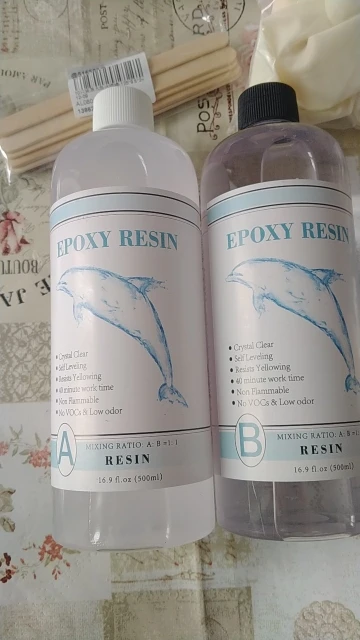 EPOXY RESIN
• Crystal Clear
• Self Leveling
• Resists Yellowing
• 40 minute work time
• Non Flammable
• No VOCs & Low odor
A
MIXING RATIO: A: B =1: 1
RESIN
16.9 fl.oz (500ml)
EPOXY RESIN
• Crystal Clear
• Self Leveling
• Resists Yellowing
• 40 minute work time
• Non Flammable
• No VOCs & Low odor
B
MIXING RATIO: A: B =1:
RESIN
16.9 fl.oz (500ml)